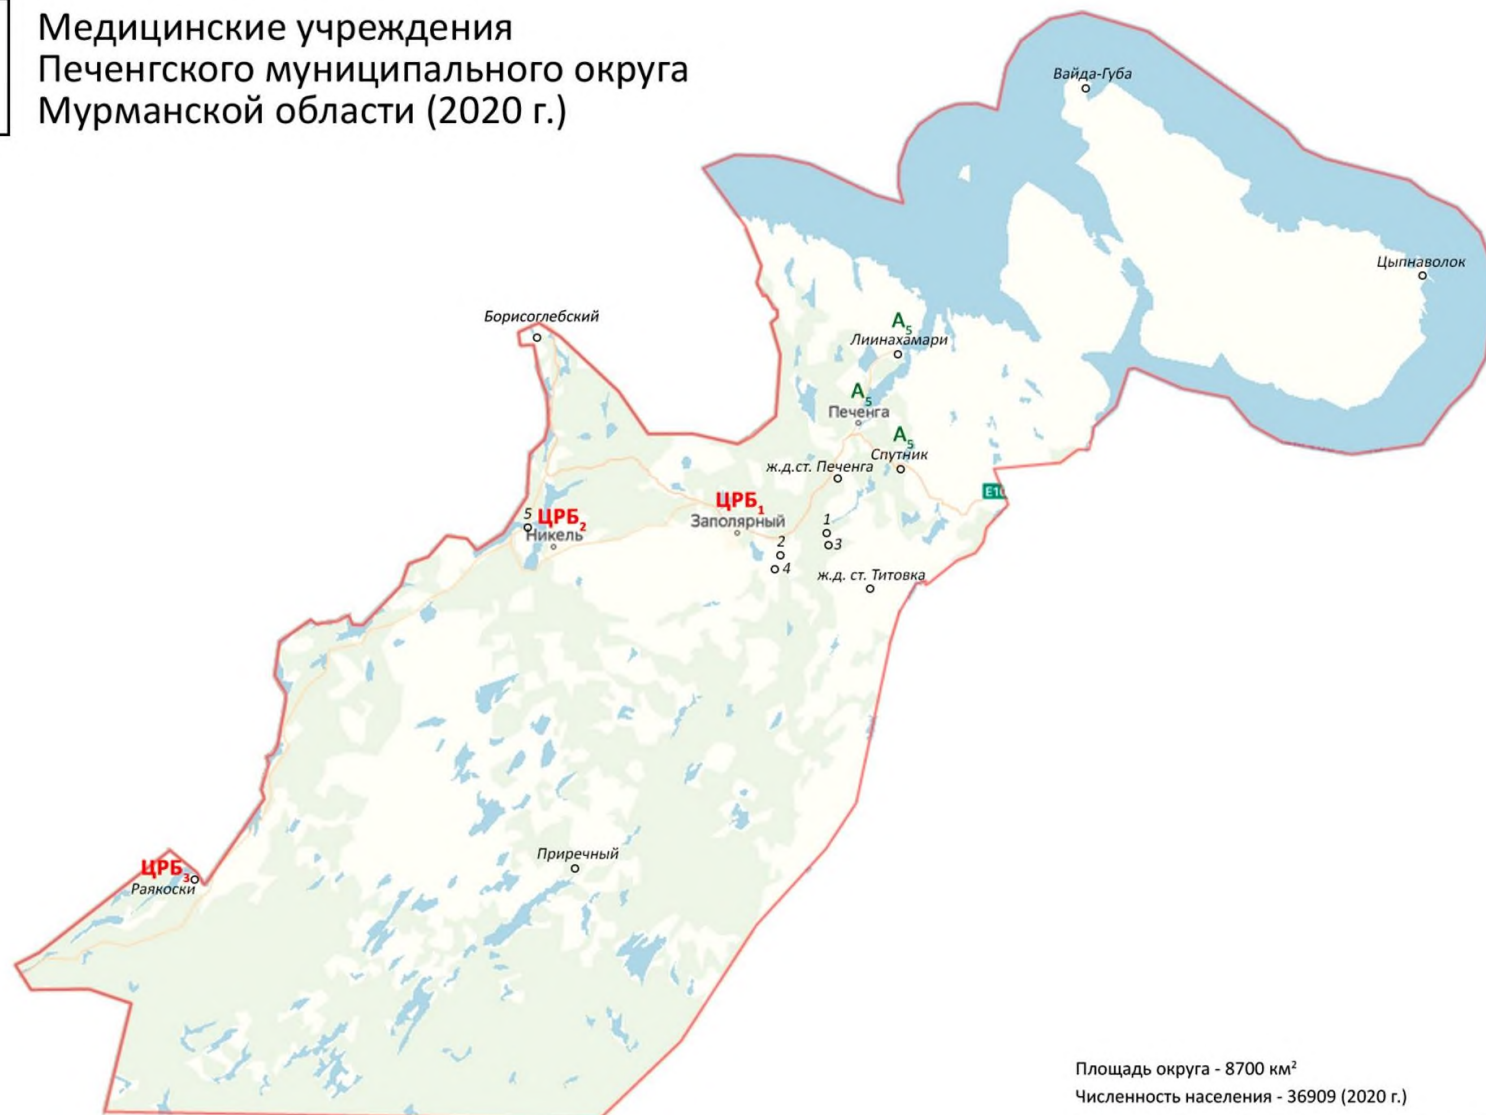 Медицинские учреждения
Печенгского муниципального округа
Мурманской области (2020 г.)
Вайда-Губа
Цыпнаволок
Борисоглебский
А5
Лиинахамари
А5
Печенга
А5
Спутник
ж.д.ст. Печенга
E10
ЦРБ1
Заполярный
5
ЦРБ2
Никель
1
3
2
4
ж.д. ст. Титовка
Приречный
ЦРБ3
Раякоски
Площадь округа - 8700 км²
Численность населения - 36909 (2020 г.)